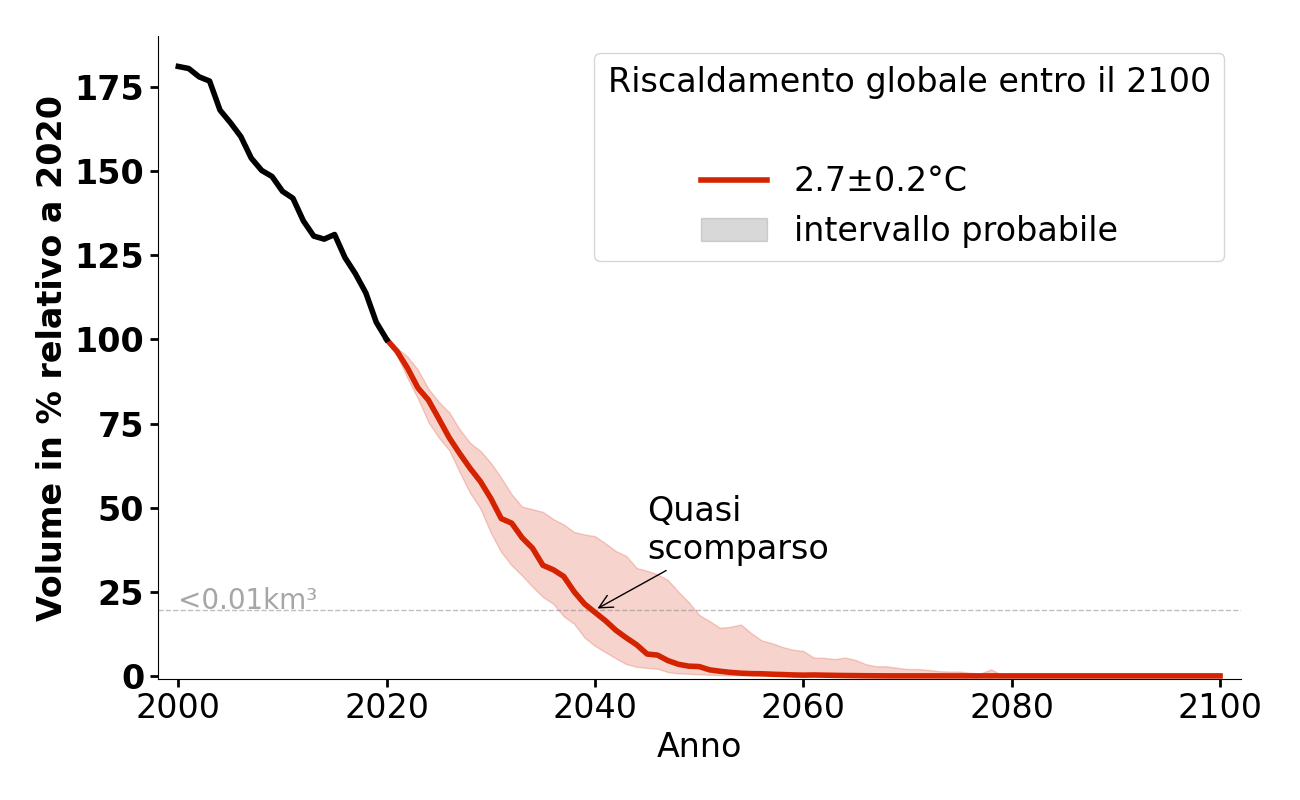 Riscaldamento globale entro il 2100
2.7±0.2°C
intervallo probabile
Volume in % relativo a 2020
175
150
125
100
75
50
25
0
Quasi
scomparso
<0.01km³
2000
2020
2040
2060
2080
2100
Anno